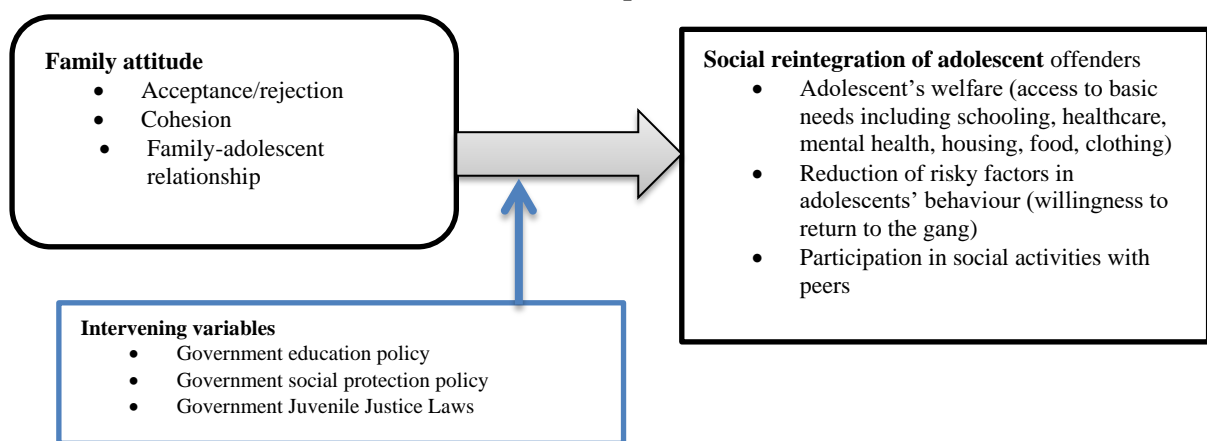 Family attitude
• Acceptance/rejection
• Cohesion
• Family-adolescent
relationship
Social reintegration of adolescent offenders
• Adolescent’s welfare (access to basic
needs including schooling, healthcare,
mental health, housing, food, clothing)
• Reduction of risky factors in
adolescents’ behaviour (willingness to
return to the gang)
• Participation in social activities with
peers
Intervening variables
• Government education policy
• Government social protection policy
• Government Juvenile Justice Laws